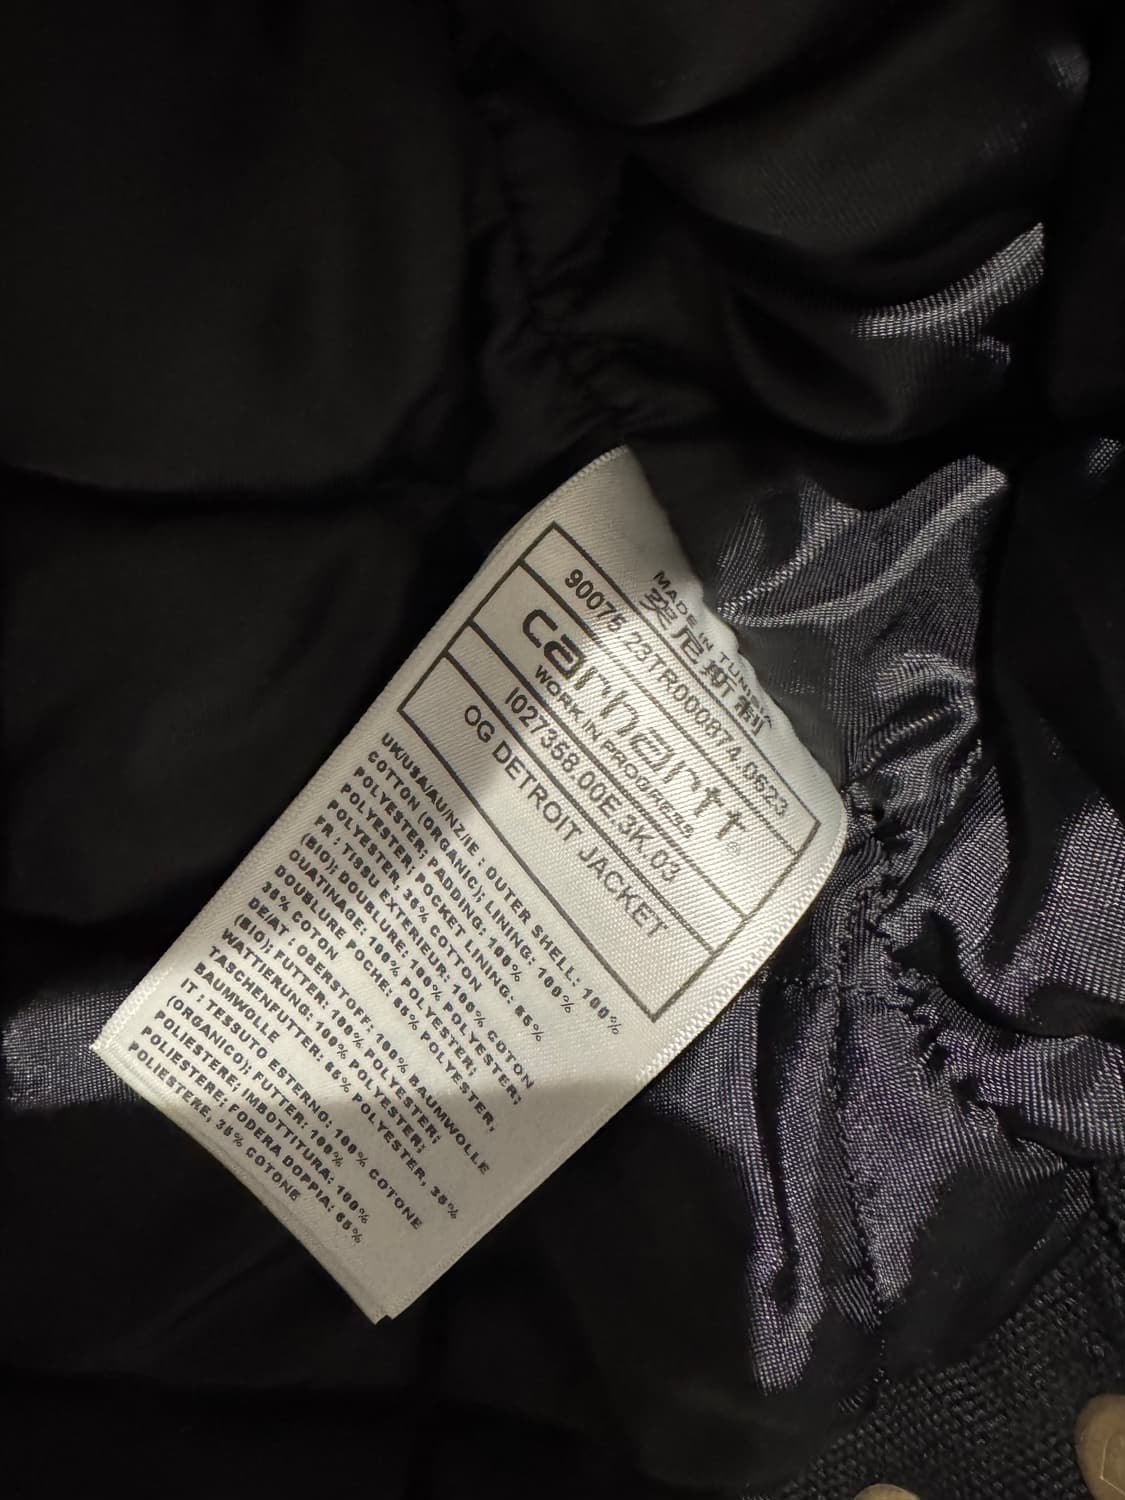 MADE IN TUNISIA
突尼斯制
90075.23TR000874.0623
carhartt®
WORK IN PROGRESS
I027358.00E3K.03
OG DETROIT JACKET
UK/USA/AU/NZ/IE : OUTER SHELL: 100%
COTTON (ORGANIC); LINING: 100%
POLYESTER, PADDING: 100%
POLYESTER; POCKET LINING: 65%
POLYESTER, 35% COTTON
FR : TISSU EXTERIEUR: 100% COTON
(BIO); DOUBLURE: 100% POLYESTER;
OUATINAGE: 100% POLYESTER;
DOUBLURE POCHE: 65% POLYESTER,
35% COTON
DE/AT : OBERSTOFF: 100% BAUMWOLLE
(BIO); FUTTER: 100% POLYESTER;
WATTIERUNG: 100% POLYESTER;
TASCHENFUTTER: 65% POLYESTER, 35%
BAUMWOLLE
IT : TESSUTO ESTERNO: 100% COTONE
(ORGANICO); FUTTER: 100%
POLIESTERE; IMBOTTITURA: 100%
POLIESTERE; FODERA DOPPIA: 65%
POLIESTERE, 35% COTONE